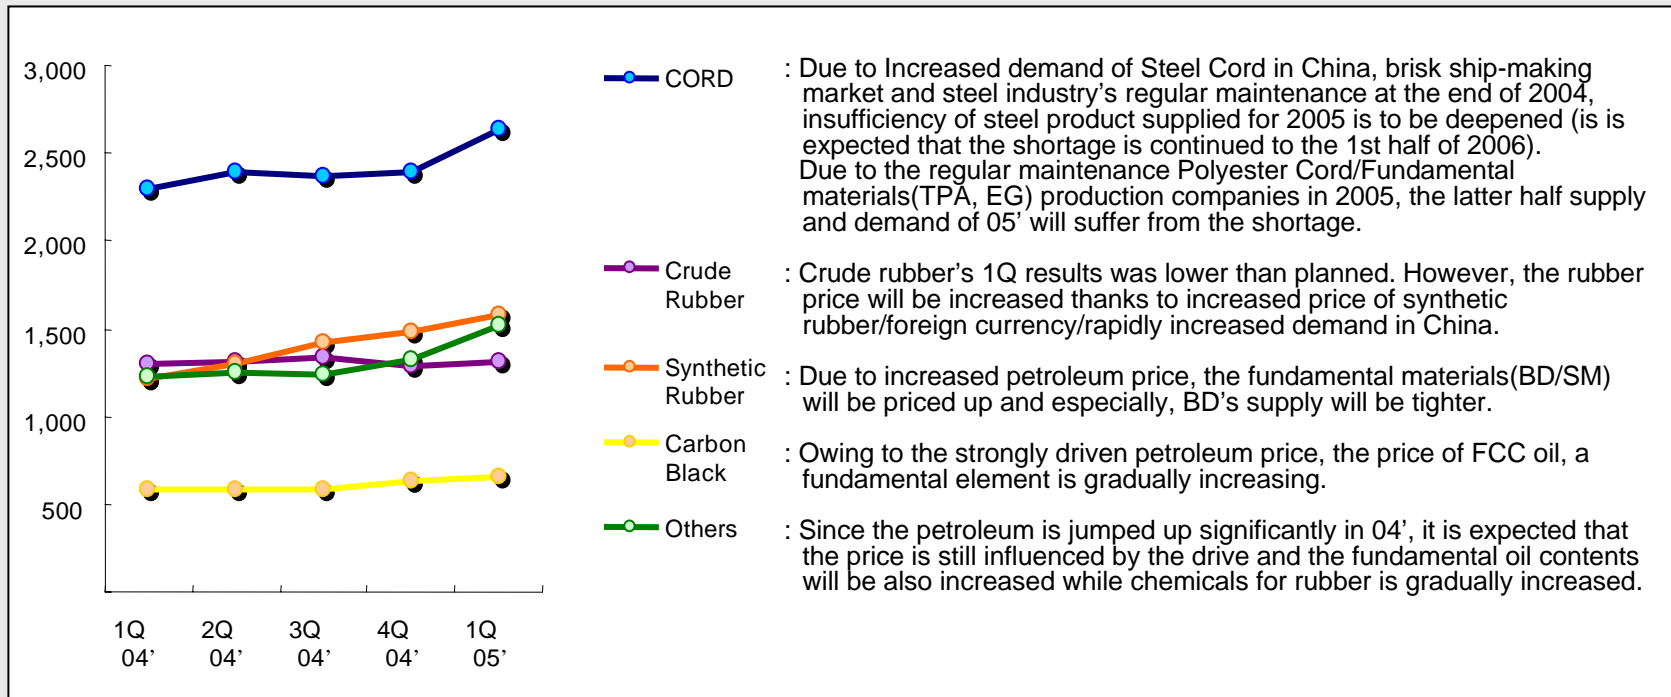 3,000
2,500
2,000
1,500
1,000
500
1Q 2Q 3Q 4Q 1Q
04’ 04’ 04’ 04’ 05’
CORD : Due to Increased demand of Steel Cord in China, brisk ship-making
market and steel industry’s regular maintenance at the end of 2004,
insufficiency of steel product supplied for 2005 is to be deepened (is is
expected that the shortage is continued to the 1st half of 2006).
Due to the regular maintenance Polyester Cord/Fundamental
materials(TPA, EG) production companies in 2005, the latter half supply
and demand of 05’ will suffer from the shortage.
Crude
Rubber
: Crude rubber’s 1Q results was lower than planned. However, the rubber
price will be increased thanks to increased price of synthetic
rubber/foreign currency/rapidly increased demand in China.
Synthetic
Rubber
: Due to increased petroleum price, the fundamental materials(BD/SM)
will be priced up and especially, BD’s supply will be tighter.
Carbon
Black
: Owing to the strongly driven petroleum price, the price of FCC oil, a
fundamental element is gradually increasing.
Others : Since the petroleum is jumped up significantly in 04’, it is expected that
the price is still influenced by the drive and the fundamental oil contents
will be also increased while chemicals for rubber is gradually increased.